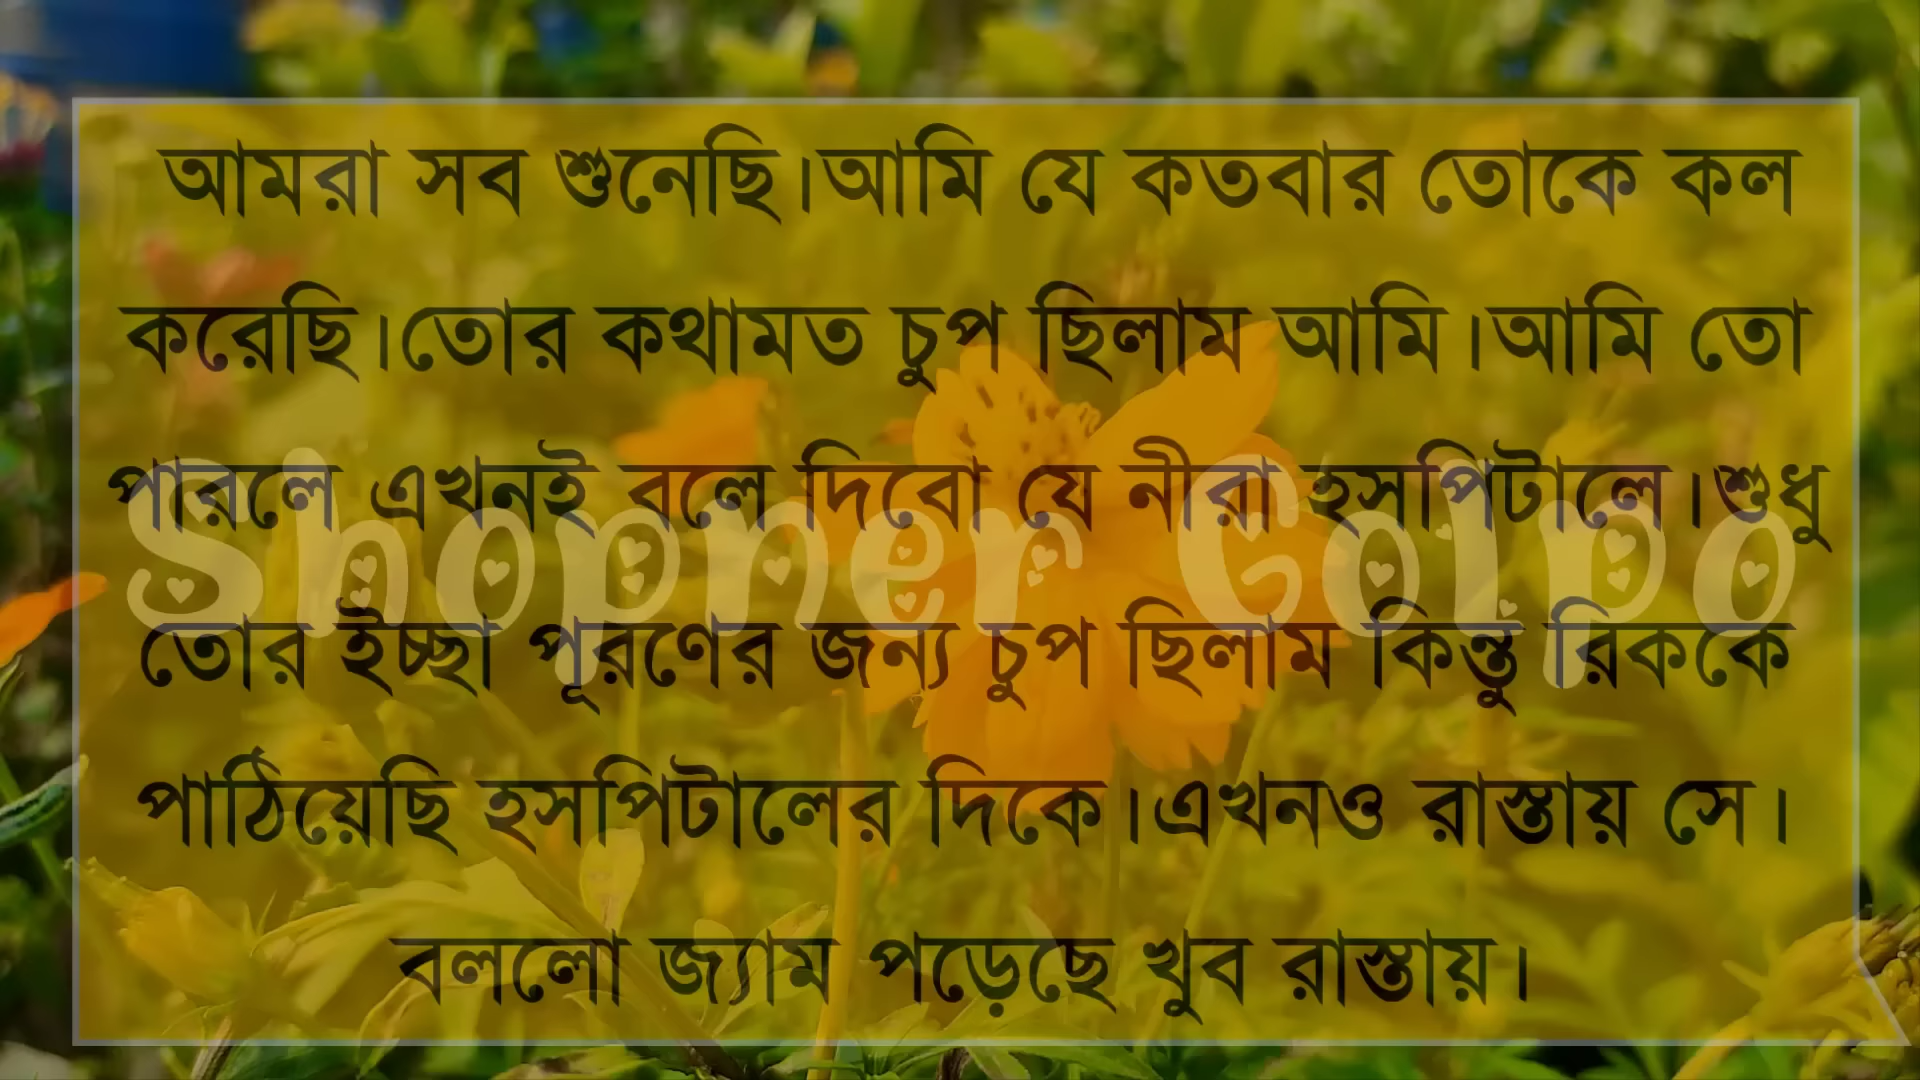 আমরা সব শুনেছি।আমি যে কতবার তোকে কল
করেছি।তোর কথামত চুপ ছিলাম আমি।আমি তো
পারলে এখনই বলে দিবো যে নীরা হসপিটালে।শুধু
Shopner Golpo
তোর ইচ্ছা পূরণের জন্য চুপ ছিলাম কিন্তু রিককে
পাঠিয়েছি হসপিটালের দিকে।এখনও রাস্তায় সে।
বললো জ্যাম পড়েছে খুব রাস্তায়।